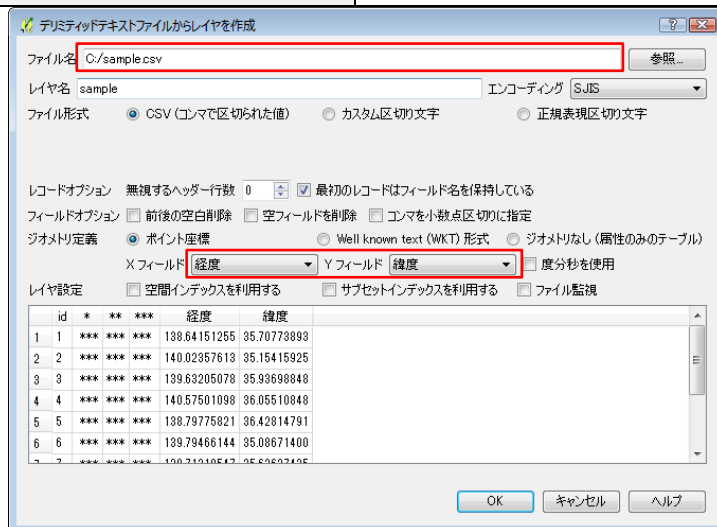 デリミティッドテキストファイルからレイヤを作成
ファイル名 C:/sample.csv 参照...
レイヤ名 sample エンコーディング SJIS
ファイル形式 CSV (コンマで区切られた値) カスタム区切り文字 正規表現区切り文字
レコードオプション 無視するヘッダー行数 0 最初のレコードはフィールド名を保持している
フィールドオプション 前後の空白削除 空フィールドを削除 コンマを小数点区切りに指定
ジオメトリ定義 ポイント座標 Well known text (WKT) 形式 ジオメトリなし (属性のみのテーブル)
X フィールド 経度 Y フィールド 緯度 度分秒を使用
レイヤ設定 空間インデックスを利用する サブセットインデックスを利用する ファイル監視
id * ** *** 経度 緯度
1 1 *** *** *** 138.64151255 35.70773893
2 2 *** *** *** 140.02357613 35.15415925
3 3 *** *** *** 139.63205078 35.93698848
4 4 *** *** *** 140.57501098 36.05510848
5 5 *** *** *** 138.79775821 36.42814791
6 6 *** *** *** 139.79466144 35.08671400
OK キャンセル ヘルプ